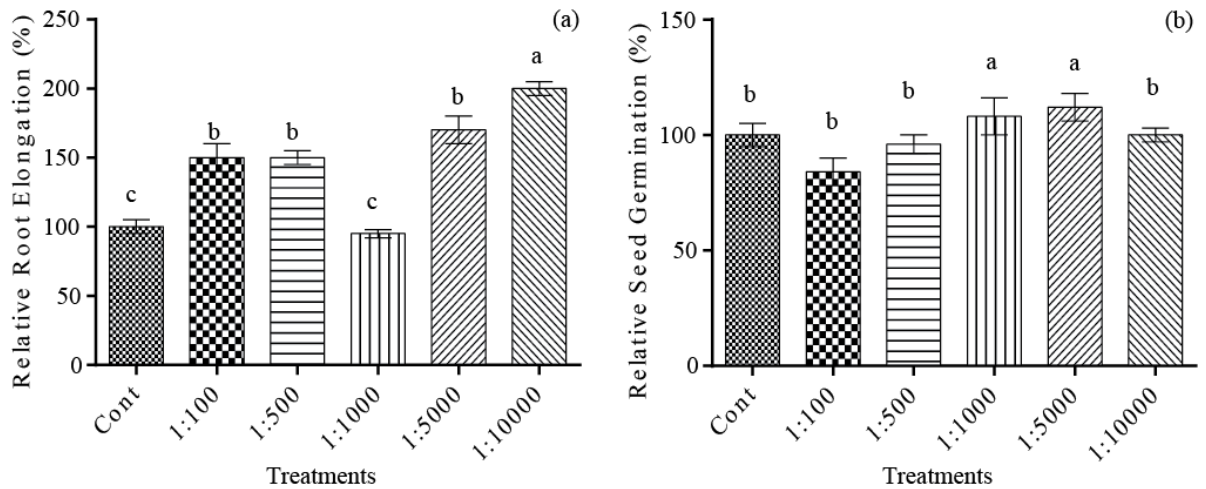 (a)
Relative Root Elongation (%)
250
200
150
100
50
0
c
b
b
c
b
a
Cont
1:100
1:500
1:1000
1:5000
1:10000
Treatments
(b)
Relative Seed Germination (%)
150
100
50
0
b
b
b
a
a
b
Cont
1:100
1:500
1:1000
1:5000
1:10000
Treatments